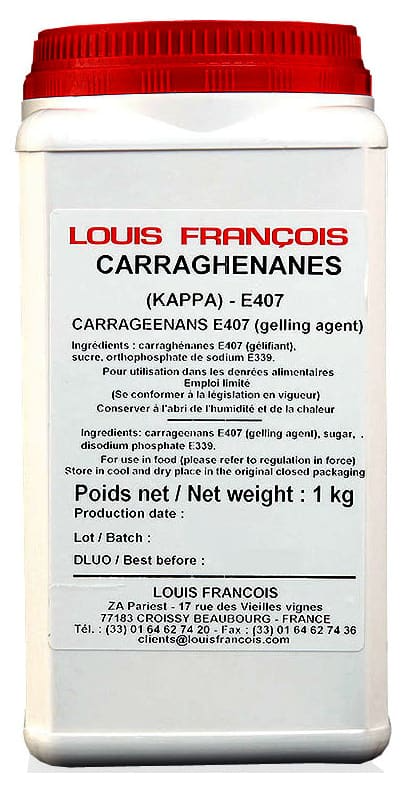 LOUIS FRANÇOIS
CARRAGHENANES
(KAPPA) - E407
CARRAGEENANS E407 (gelling agent)
Ingrédients : carraghénanes E407 (gélifiant),
sucre, orthophosphate de sodium E339.
Pour utilisation dans les denrées alimentaires
Emploi limité
(Se conformer à la législation en vigueur)
Conserver à l'abri de l'humidité et de la chaleur
Ingredients: carrageenans E407 (gelling agent), sugar, .
disodium phosphate E339.
For use in food (please refer to regulation in force)
Store in cool and dry place in the original closed packaging
Poids net / Net weight : 1 kg
Production date :
Lot / Batch :
DLUO / Best before :
LOUIS FRANCOIS
ZA Pariest - 17 rue des Vieilles vignes
77183 CROISSY BEAUBOURG - FRANCE
Tél. : (33) 01 64 62 74 20 - Fax : (33) 01 64 62 74 36
clients@louisfrancois.com